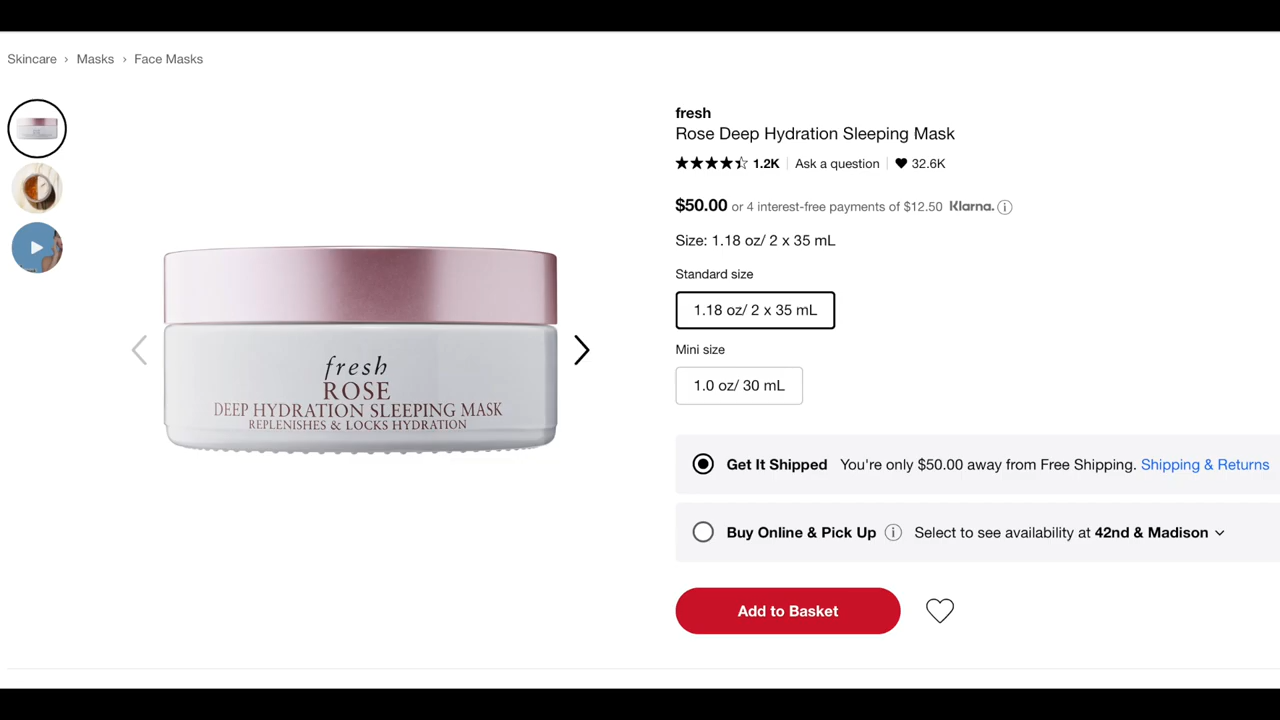 Skincare › Masks › Face Masks
fresh
Rose Deep Hydration Sleeping Mask
1.2K Ask a question 32.6K
$50.00 or 4 interest-free payments of $12.50 Klarna. i
Size: 1.18 oz/ 2 x 35 mL
Standard size
1.18 oz/ 2 x 35 mL
Mini size
1.0 oz/ 30 mL
fresh
ROSE
DEEP HYDRATION SLEEPING MASK
REPLENISHES & LOCKS HYDRATION
Get It Shipped You're only $50.00 away from Free Shipping. Shipping & Returns
Buy Online & Pick Up i Select to see availability at 42nd & Madison
Add to Basket